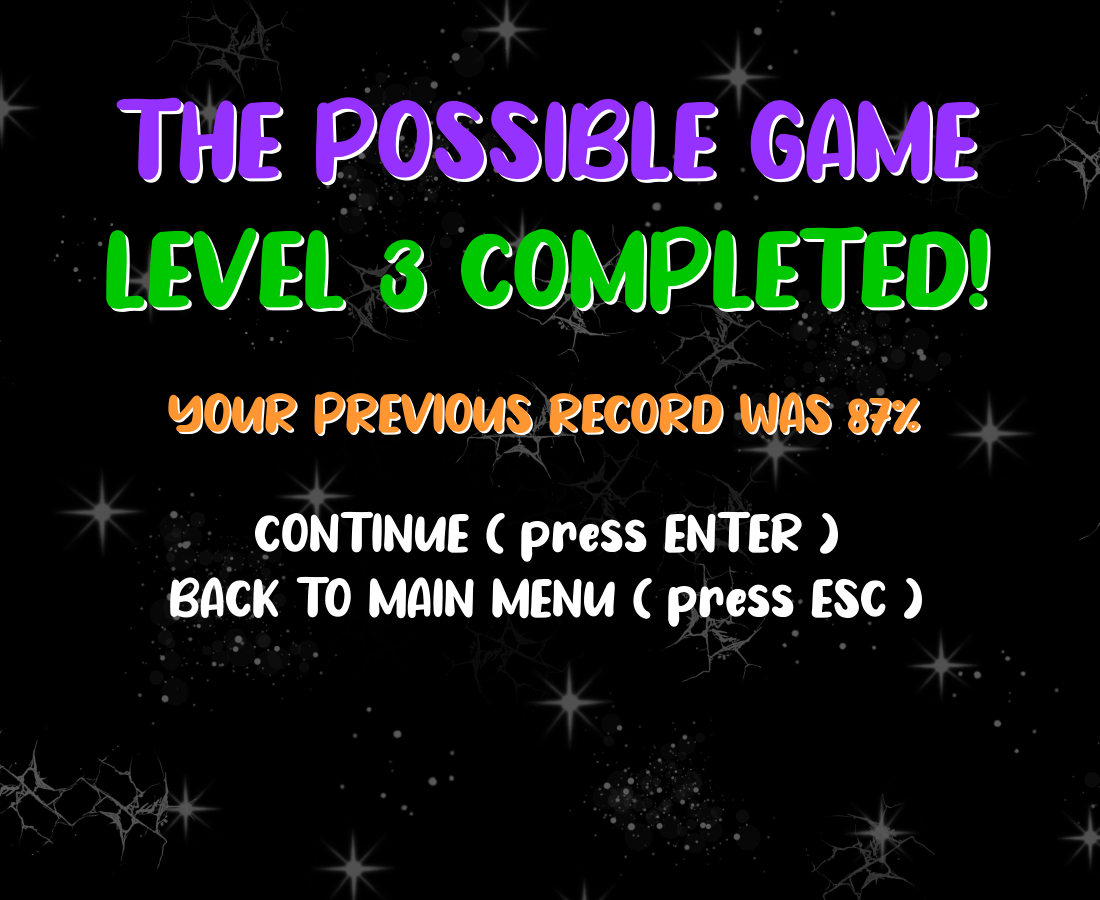 THE POSSIBLE GAME
LEVEL 3 COMPLETED!
YOUR PREVIOUS RECORD WAS 87%
CONTINUE ( press ENTER )
BACK TO MAIN MENU ( press ESC )